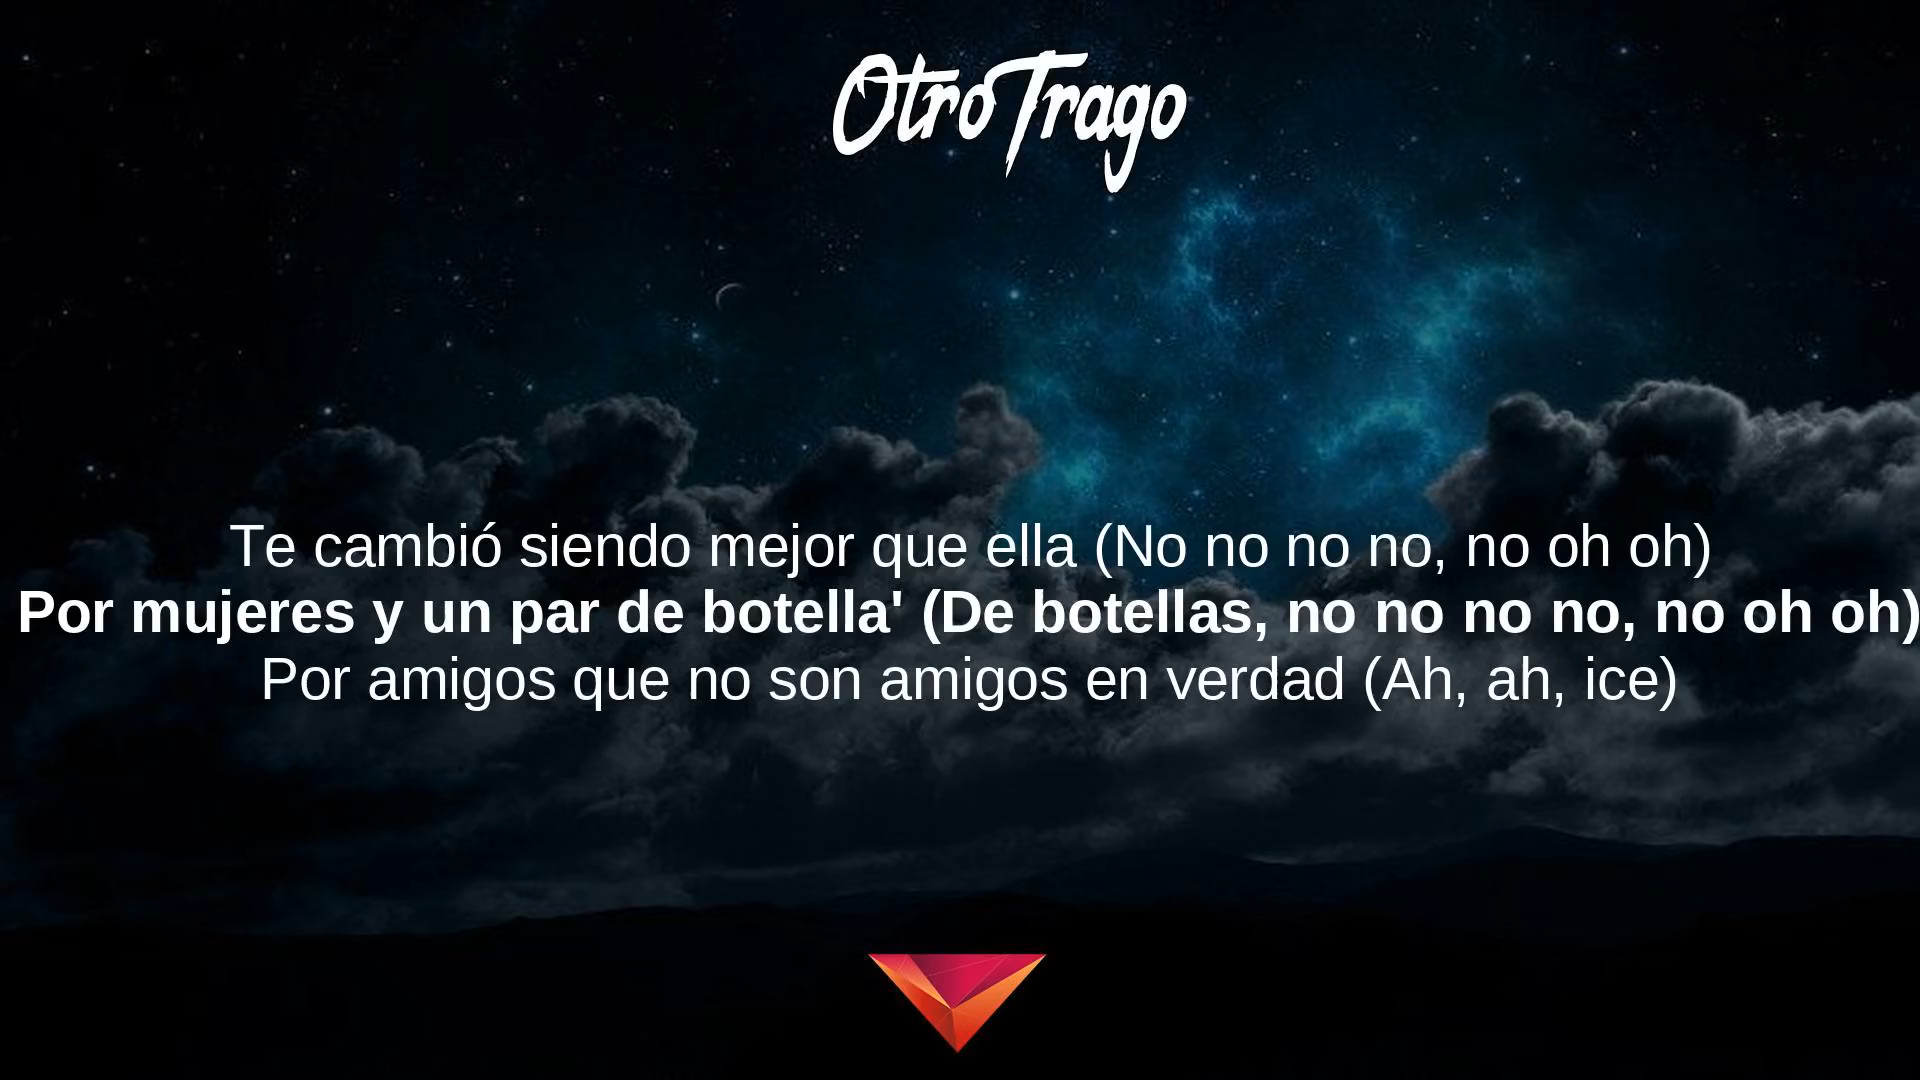 Otro Trago
Te cambió siendo mejor que ella (No no no no, no oh oh)
Por mujeres y un par de botella' (De botellas, no no no no, no oh oh)
Por amigos que no son amigos en verdad (Ah, ah, ice)